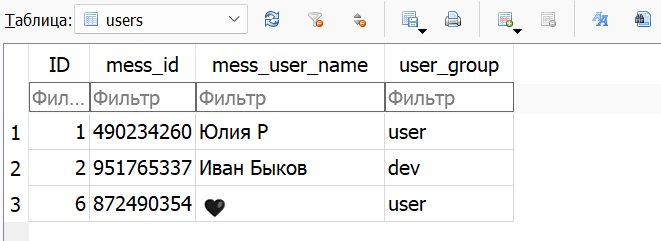 Таблица: users
ID mess_id mess_user_name user_group
Фил... Фильтр Фильтр Фильтр
1 1 490234260 Юлия Р user
2 2 951765337 Иван Быков dev
3 6 872490354 🖤 user